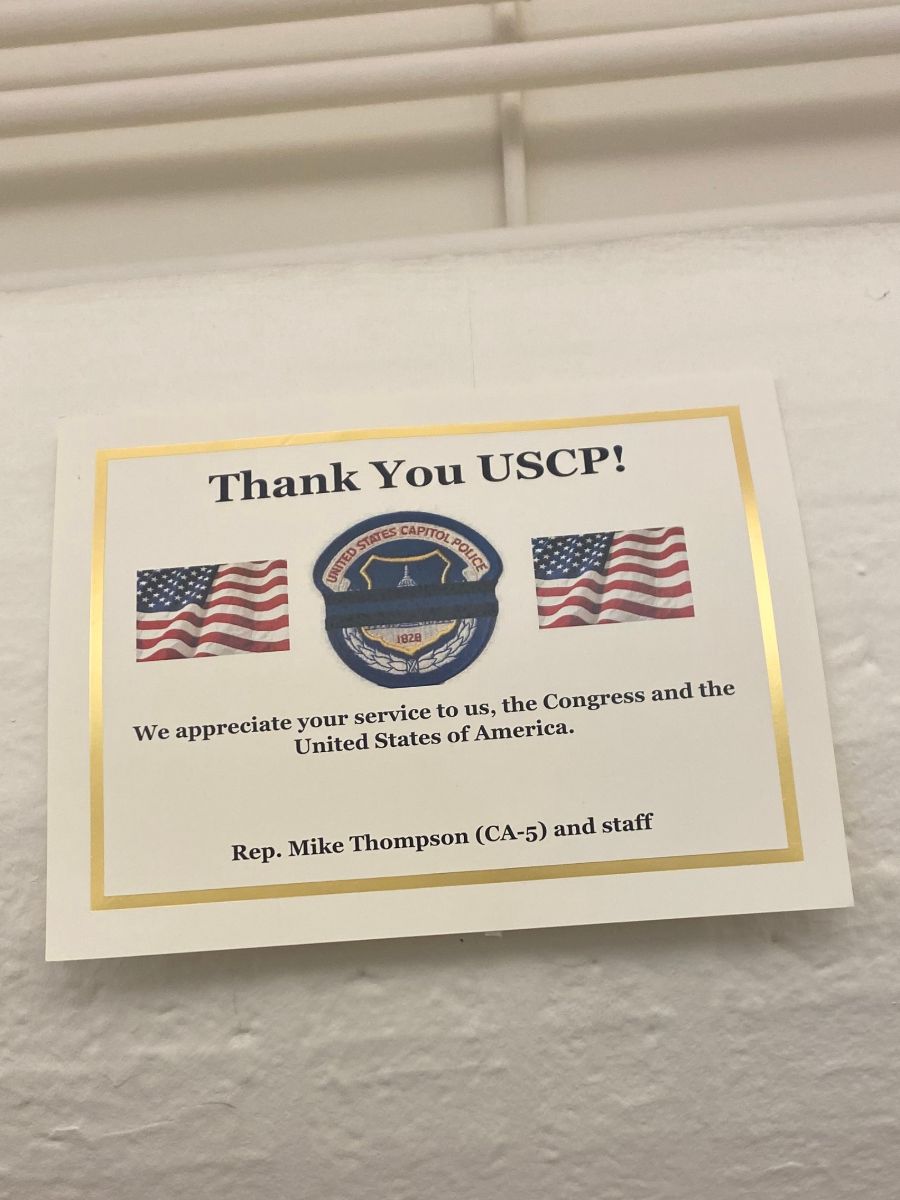 Thank You USCP!
UNITED STATES CAPITOL POLICE
1828
We appreciate your service to us, the Congress and the
United States of America.
Rep. Mike Thompson (CA-5) and staff